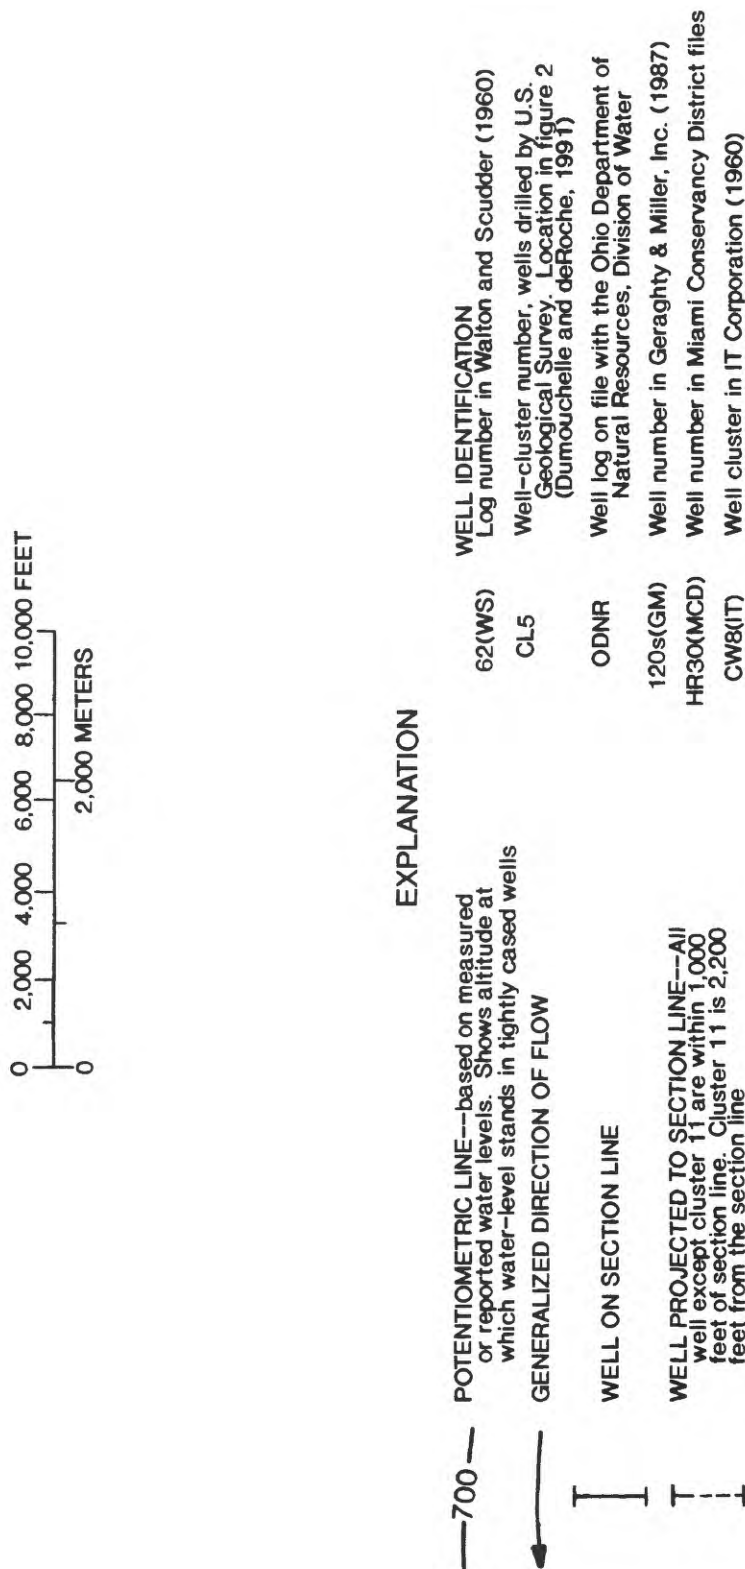 0 2,000 4,000 6,000 8,000 10,000 FEET
0 2,000 METERS
EXPLANATION
—700— POTENTIOMETRIC LINE--based on measured
or reported water levels. Shows altitude at
which water-level stands in tightly cased wells
GENERALIZED DIRECTION OF FLOW
WELL ON SECTION LINE
WELL PROJECTED TO SECTION LINE--All
well except cluster 11 are within 1,000
feet of section line. Cluster 11 is 2,200
feet from the section line
WELL IDENTIFICATION
62(WS) Log number in Walton and Scudder (1960)
CL5 Well-cluster number, wells drilled by U.S.
Geological Survey. Location in figure 2
(Dumouchelle and deRoche, 1991)
ODNR Well log on file with the Ohio Department of
Natural Resources, Division of Water
120s(GM) Well number in Geraghty & Miller, Inc. (1987)
HR30(MCD) Well number in Miami Conservancy District files
CW8(IT) Well cluster in IT Corporation (1960)